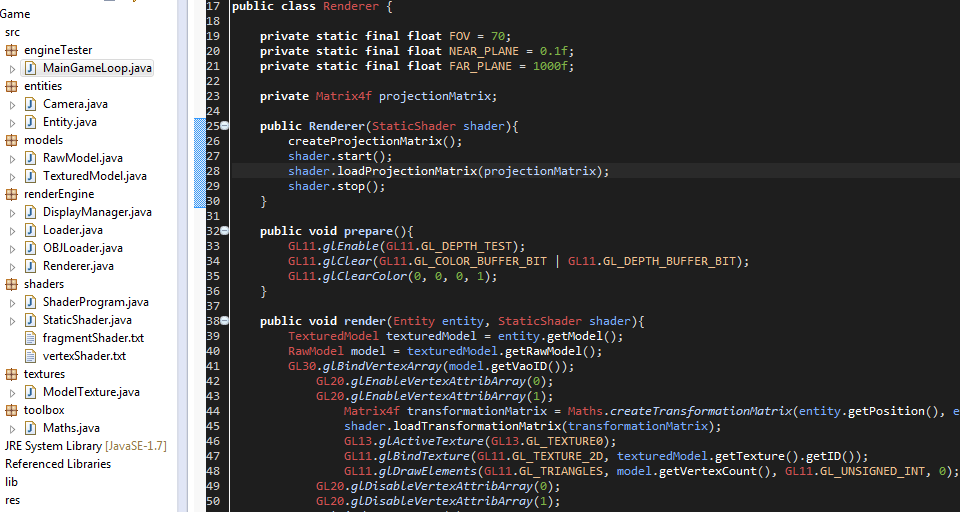 Game
src
engineTester
MainGameLoop.java
entities
Camera.java
Entity.java
models
RawModel.java
TexturedModel.java
renderEngine
DisplayManager.java
Loader.java
OBJLoader.java
Renderer.java
shaders
ShaderProgram.java
StaticShader.java
fragmentShader.txt
vertexShader.txt
textures
ModelTexture.java
toolbox
Maths.java
JRE System Library [JavaSE-1.7]
Referenced Libraries
lib
res
17 public class Renderer {
18
19 private static final float FOV = 70;
20 private static final float NEAR_PLANE = 0.1f;
21 private static final float FAR_PLANE = 1000f;
22
23 private Matrix4f projectionMatrix;
24
25 public Renderer(StaticShader shader){
26 createProjectionMatrix();
27 shader.start();
28 shader.loadProjectionMatrix(projectionMatrix);
29 shader.stop();
30 }
31
32 public void prepare(){
33 GL11.glEnable(GL11.GL_DEPTH_TEST);
34 GL11.glClear(GL11.GL_COLOR_BUFFER_BIT | GL11.GL_DEPTH_BUFFER_BIT);
35 GL11.glClearColor(0, 0, 0, 1);
36 }
37
38 public void render(Entity entity, StaticShader shader){
39 TexturedModel texturedModel = entity.getModel();
40 RawModel model = texturedModel.getRawModel();
41 GL30.glBindVertexArray(model.getVaoID());
42 GL20.glEnableVertexAttribArray(0);
43 GL20.glEnableVertexAttribArray(1);
44 Matrix4f transformationMatrix = Maths.createTransformationMatrix(entity.getPosition(), e
45 shader.loadTransformationMatrix(transformationMatrix);
46 GL13.glActiveTexture(GL13.GL_TEXTURE0);
47 GL11.glBindTexture(GL11.GL_TEXTURE_2D, texturedModel.getTexture().getID());
48 GL11.glDrawElements(GL11.GL_TRIANGLES, model.getVertexCount(), GL11.GL_UNSIGNED_INT, 0);
49 GL20.glDisableVertexAttribArray(0);
50 GL20.glDisableVertexAttribArray(1);